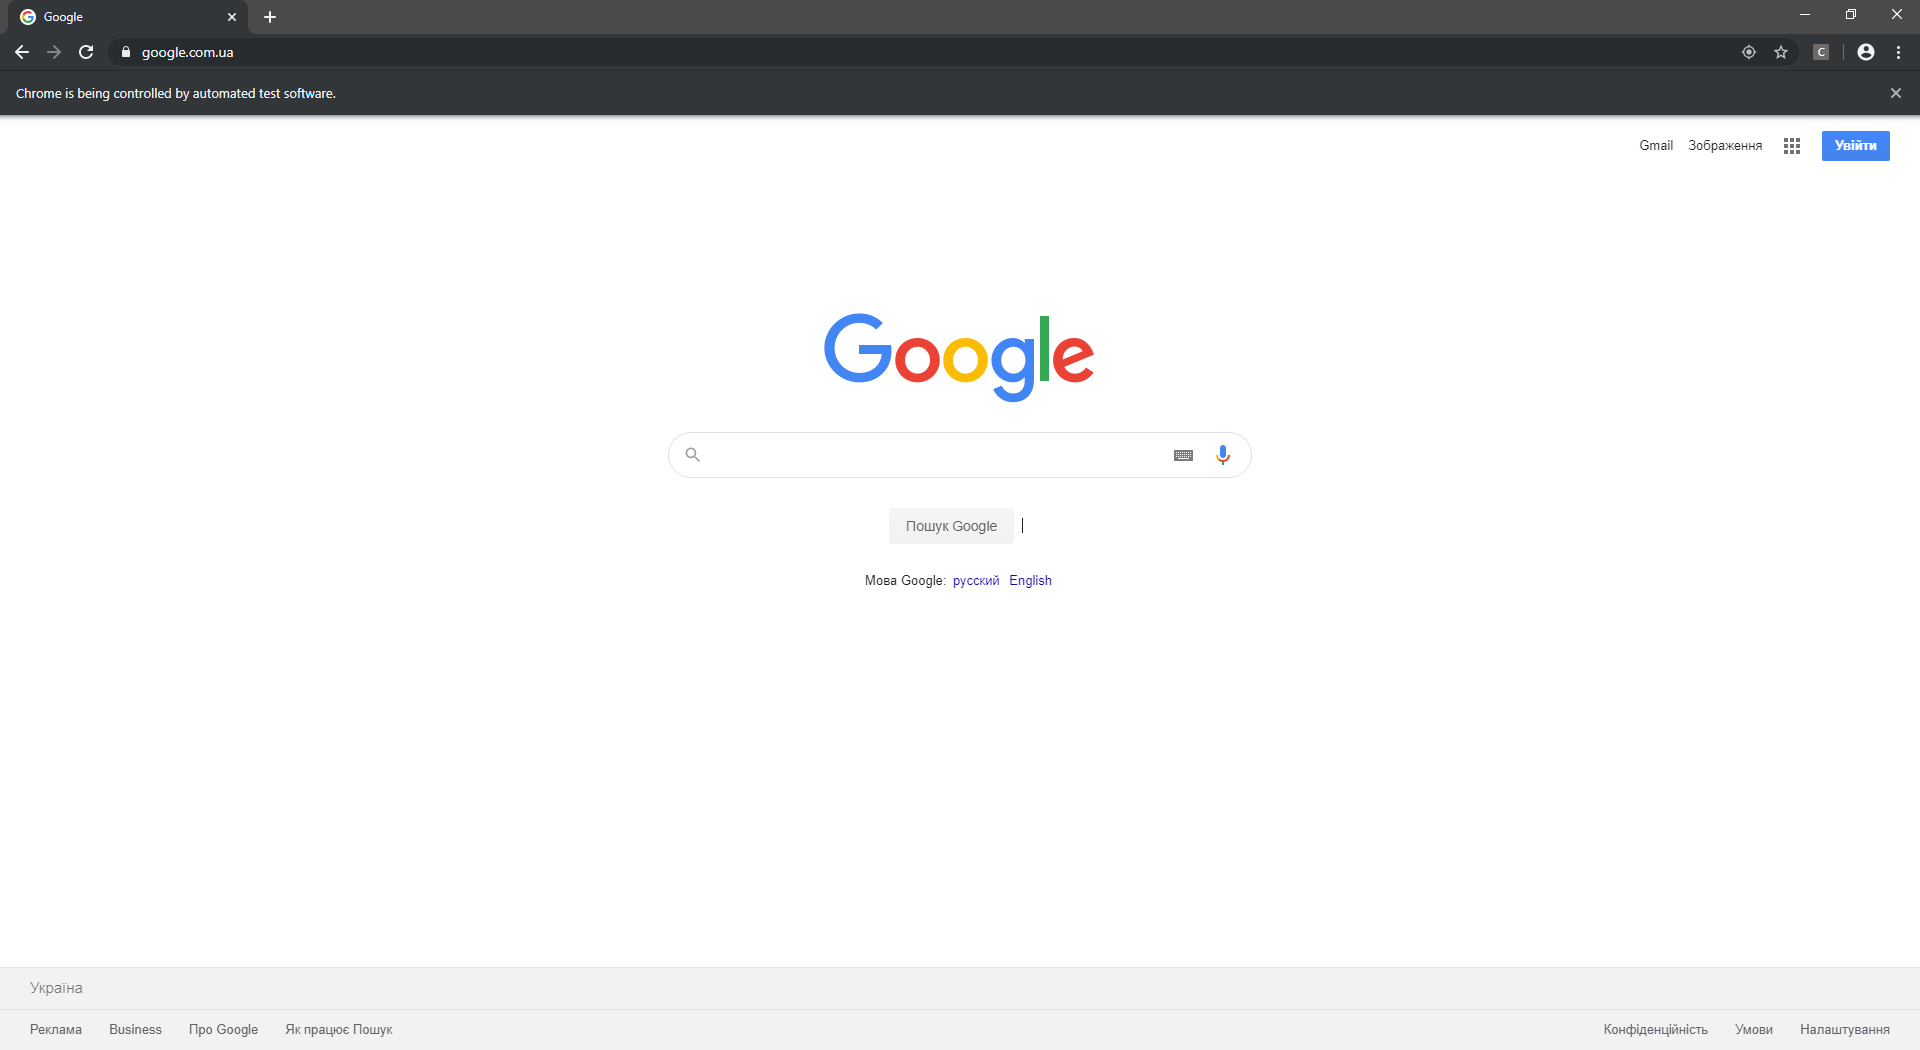 Google
google.com.ua
C
Chrome is being controlled by automated test software.
Gmail Зображення Увійти
Google
Пошук Google
Мова Google: русский English
Україна
Реклама Business Про Google Як працює Пошук Конфіденційність Умови Налаштування